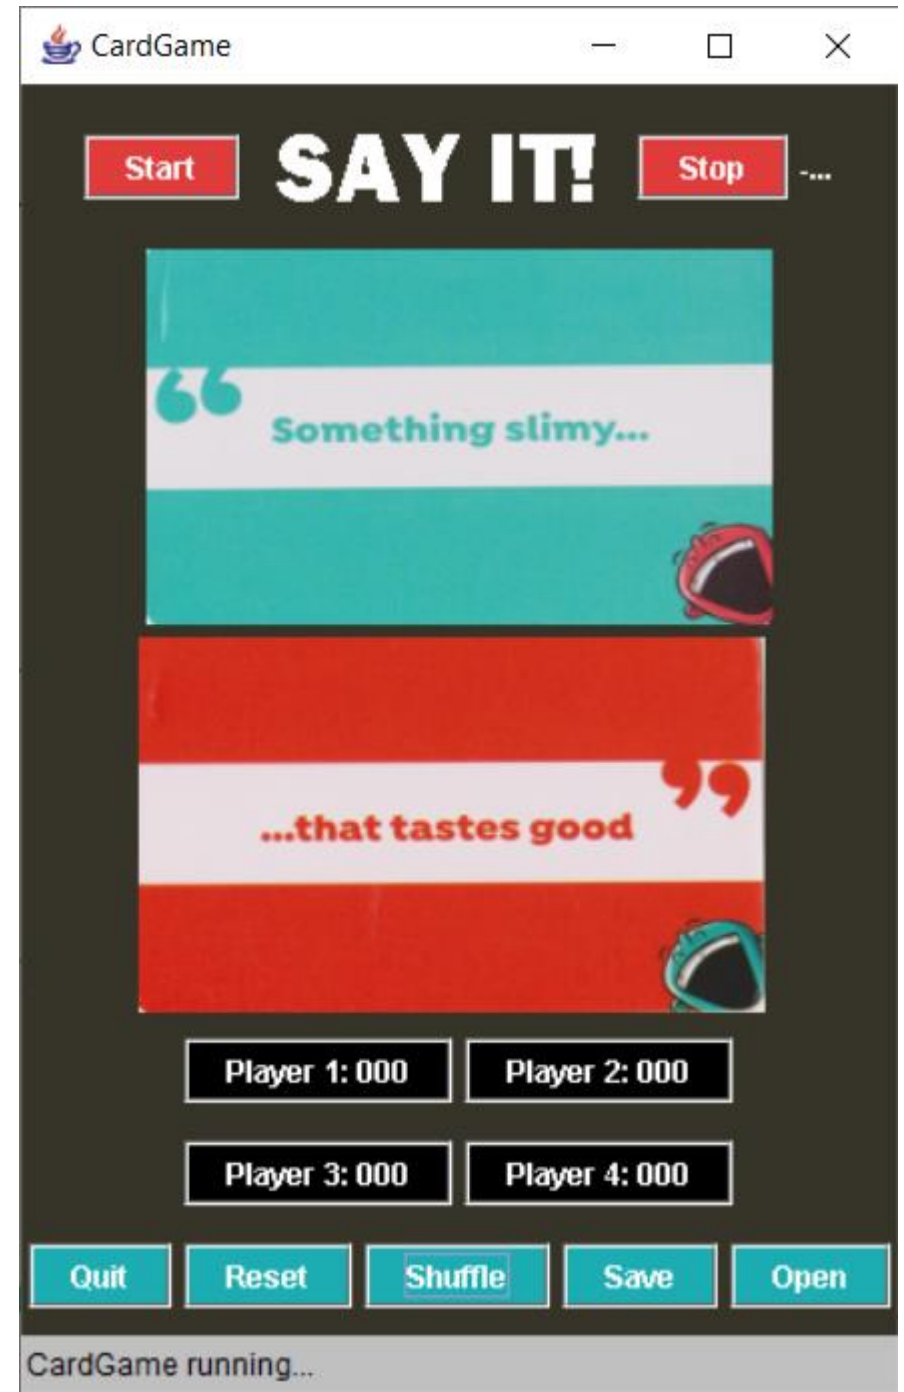 CardGame
Start SAY IT! Stop -...
“ Something slimy...
...that tastes good ”
Player 1: 000 Player 2: 000
Player 3: 000 Player 4: 000
Quit Reset Shuffle Save Open
CardGame running...